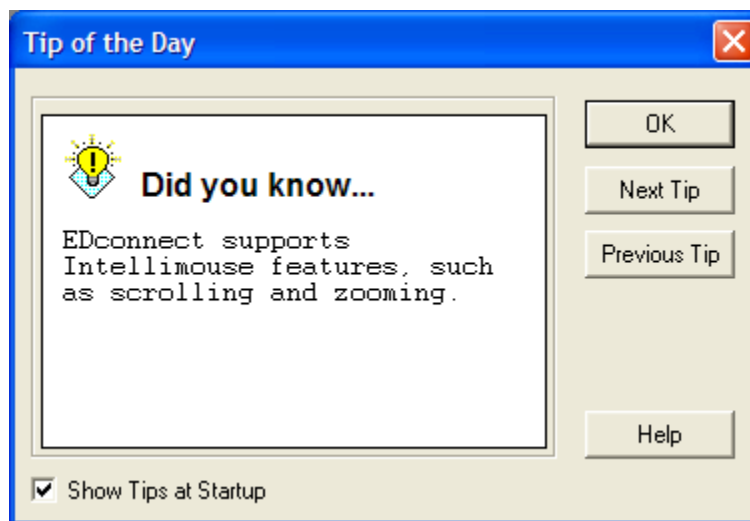 Tip of the Day
Did you know...
EDconnect supports
Intellimouse features, such
as scrolling and zooming.
OK
Next Tip
Previous Tip
Help
Show Tips at Startup